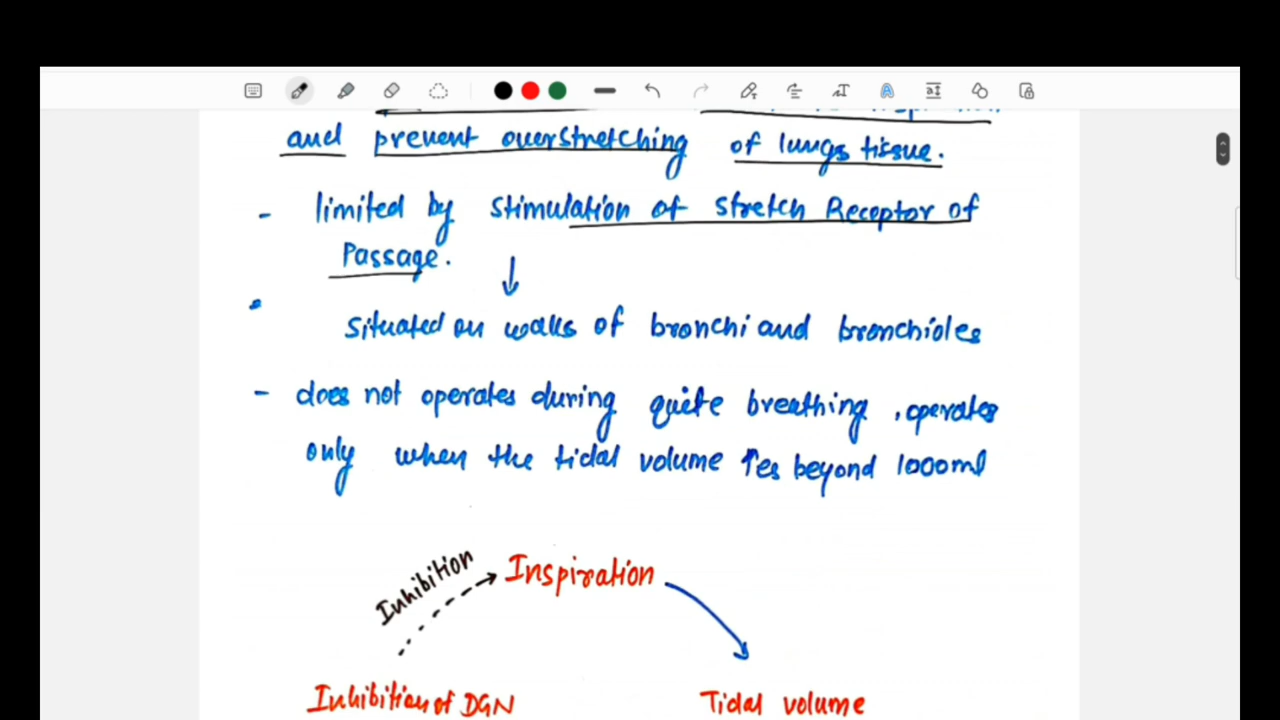 and prevent overstretching of lungs tissue.
- limited by stimulation of stretch Receptor of
Passage. ↓
situated on walls of bronchi and bronchioles
- does not operates during quite breathing, operates
only when the tidal volume ↑es beyond 1000ml
Inhibition
Inspiration
Inhibition of DGN
Tidal volume